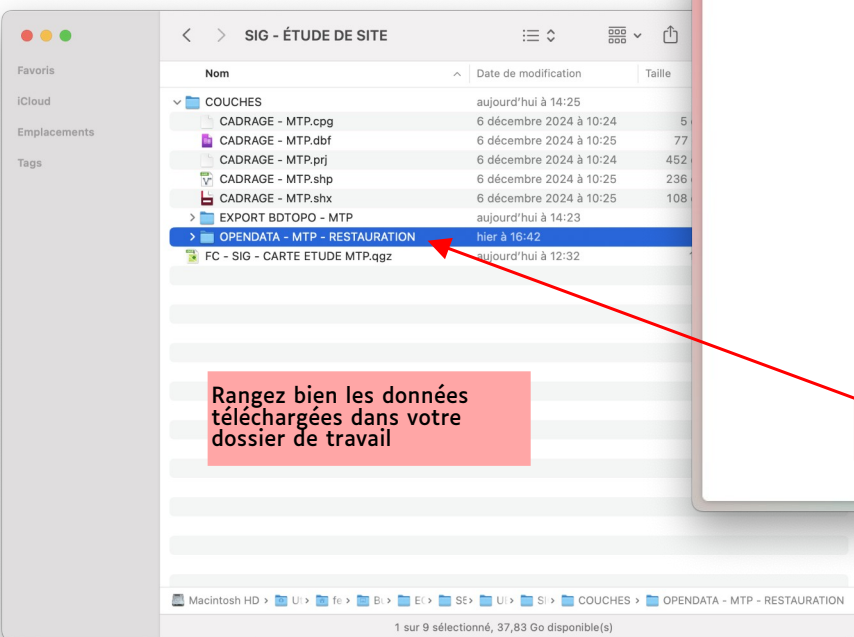 SIG - ÉTUDE DE SITE
Favoris
iCloud
Emplacements
Tags
Nom Date de modification Taille
COUCHES aujourd'hui à 14:25
CADRAGE - MTP.cpg 6 décembre 2024 à 10:24 5
CADRAGE - MTP.dbf 6 décembre 2024 à 10:25 77
CADRAGE - MTP.prj 6 décembre 2024 à 10:24 452
CADRAGE - MTP.shp 6 décembre 2024 à 10:25 236
CADRAGE - MTP.shx 6 décembre 2024 à 10:25 108
EXPORT BDTOPO - MTP aujourd'hui à 14:23
OPENDATA - MTP - RESTAURATION hier à 16:42
FC - SIG - CARTE ETUDE MTP.qgz aujourd'hui à 12:32
Rangez bien les données
téléchargées dans votre
dossier de travail
Macintosh HD › COUCHES › OPENDATA - MTP - RESTAURATION
1 sur 9 sélectionné, 37,83 Go disponible(s)